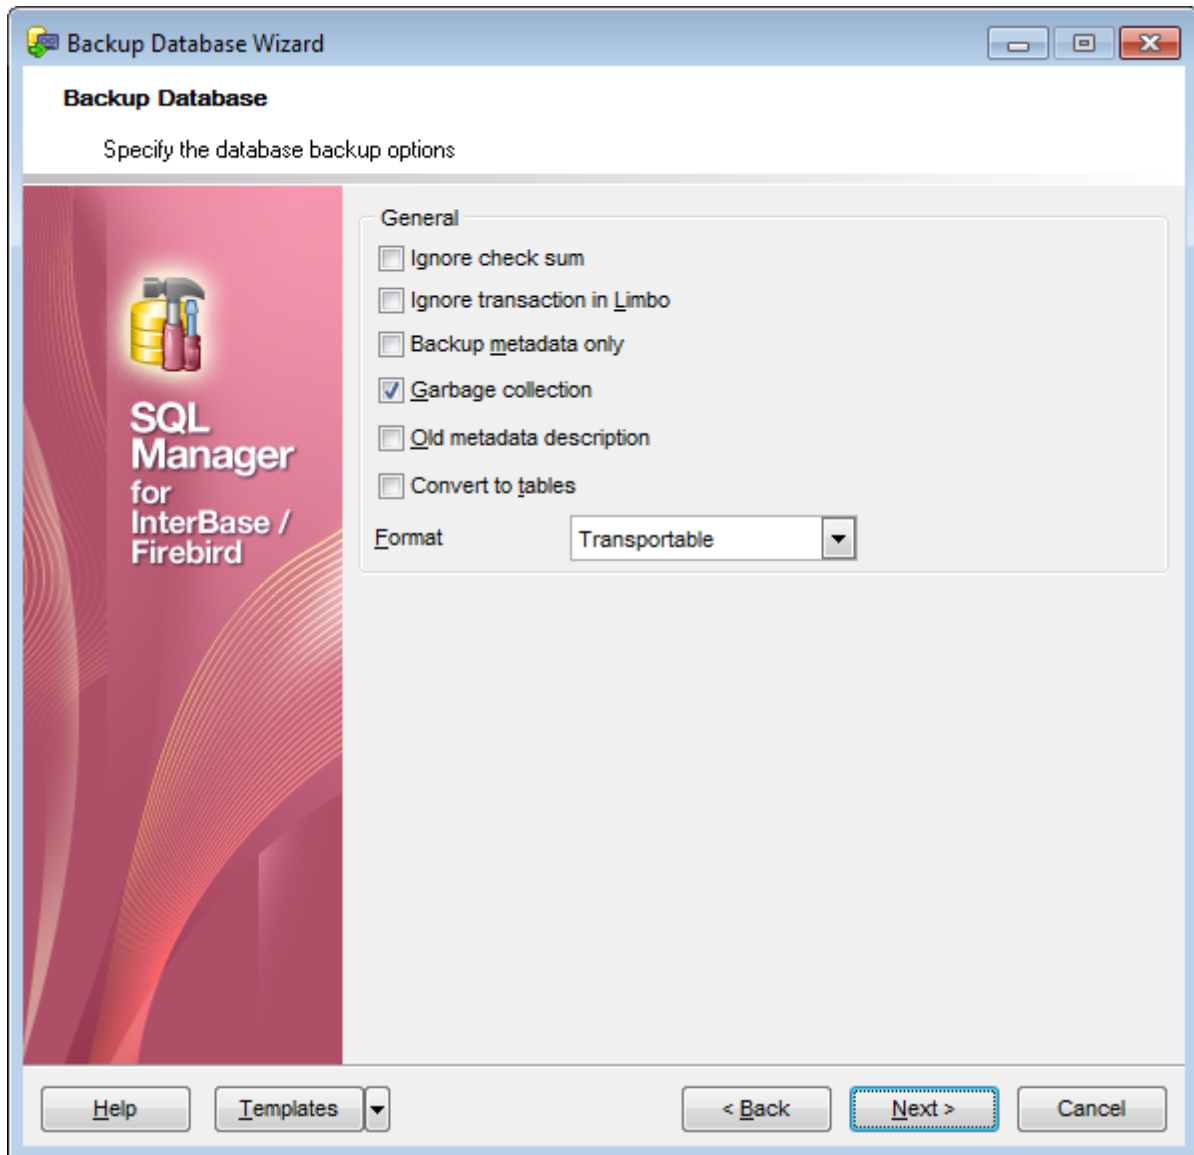 Backup Database Wizard
Backup Database
Specify the database backup options
SQL
Manager
for
InterBase /
Firebird
General
Ignore check sum
Ignore transaction in Limbo
Backup metadata only
Garbage collection
Old metadata description
Convert to tables
Format Transportable
Help Templates < Back Next > Cancel